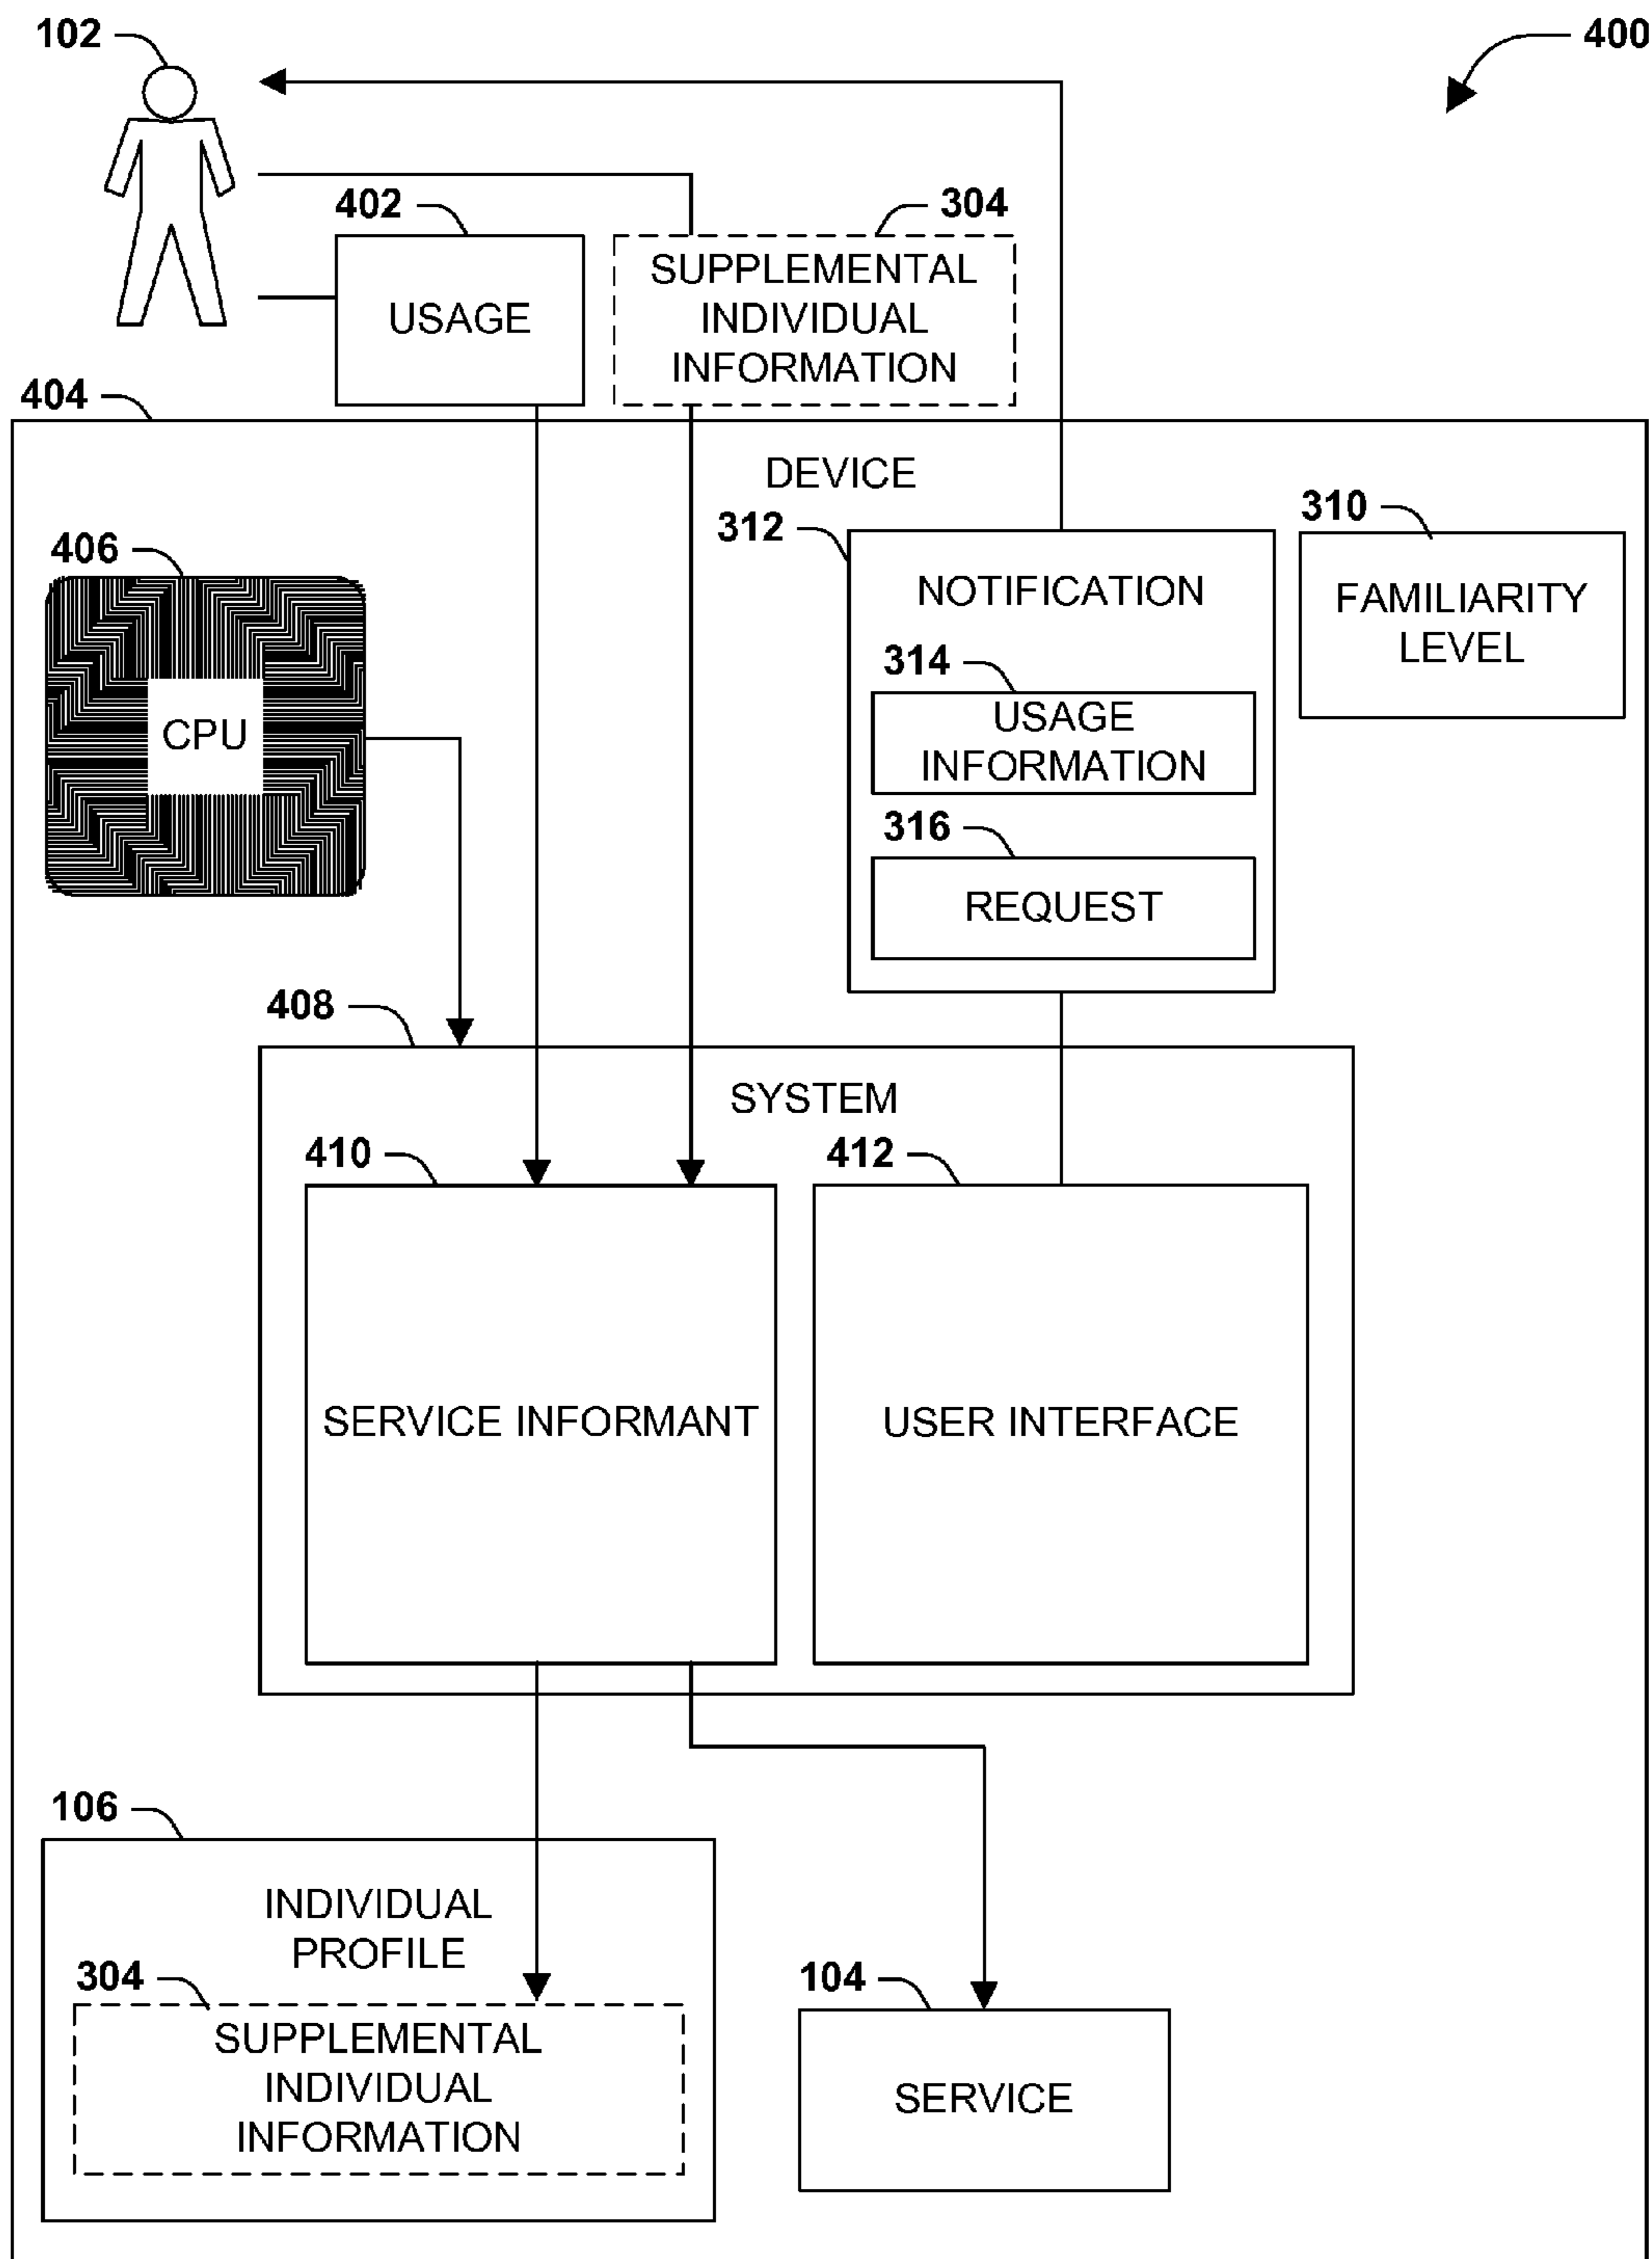 102
400
402
304
USAGE
SUPPLEMENTAL
INDIVIDUAL
INFORMATION
404
DEVICE
312
310
406
NOTIFICATION
FAMILIARITY
LEVEL
314
USAGE
INFORMATION
CPU
316
REQUEST
408
SYSTEM
410
412
SERVICE INFORMANT
USER INTERFACE
106
INDIVIDUAL
PROFILE
304
SUPPLEMENTAL
INDIVIDUAL
INFORMATION
104
SERVICE